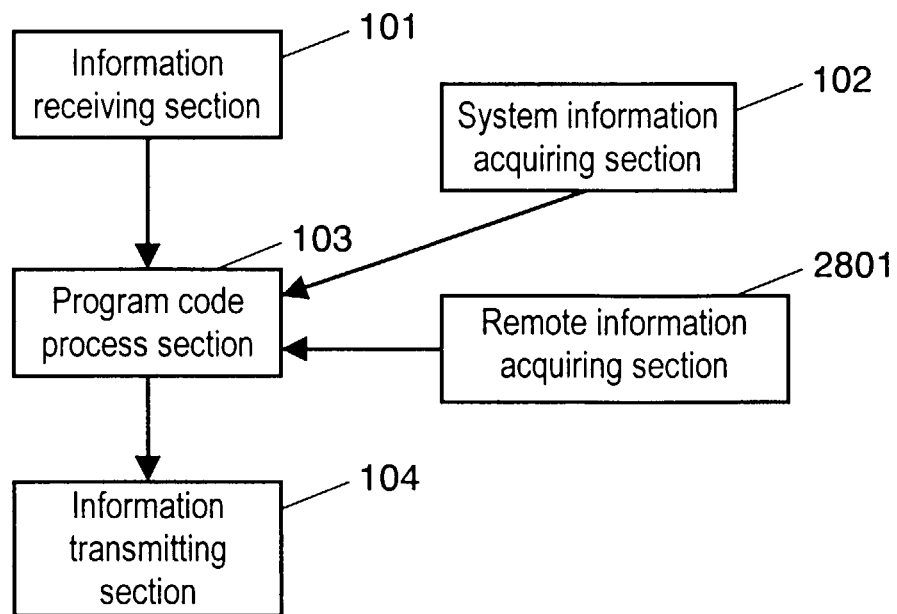 101
Information
receiving section
102
System information
acquiring section
103
Program code
process section
2801
Remote information
acquiring section
104
Information
transmitting
section